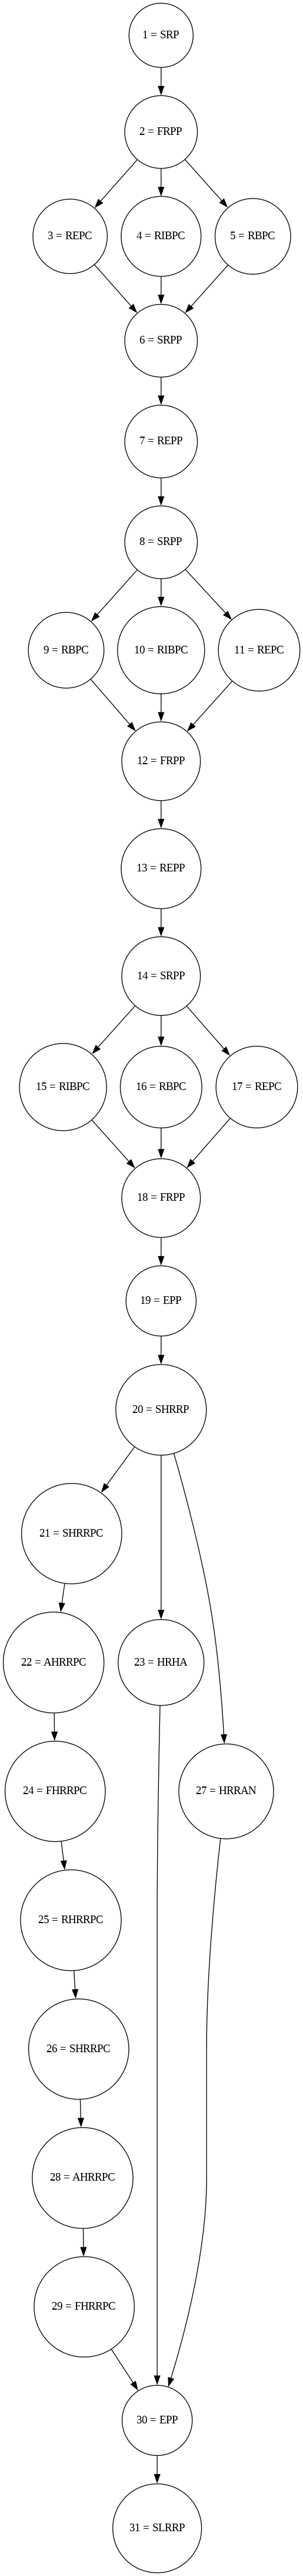 1 = SRP
2 = FRPP
3 = REPC
4 = RIBPC
5 = RBPC
6 = SRPP
7 = REPP
8 = SRPP
9 = RBPC
10 = RIBPC
11 = REPC
12 = FRPP
13 = REPP
14 = SRPP
15 = RIBPC
16 = RBPC
17 = REPC
18 = FRPP
19 = EPP
20 = SHRRP
21 = SHRRPC
22 = AHRRPC
23 = HRHA
24 = FHRRPC
27 = HRRAN
25 = RHRRPC
26 = SHRRPC
28 = AHRRPC
29 = FHRRPC
30 = EPP
31 = SLRRP